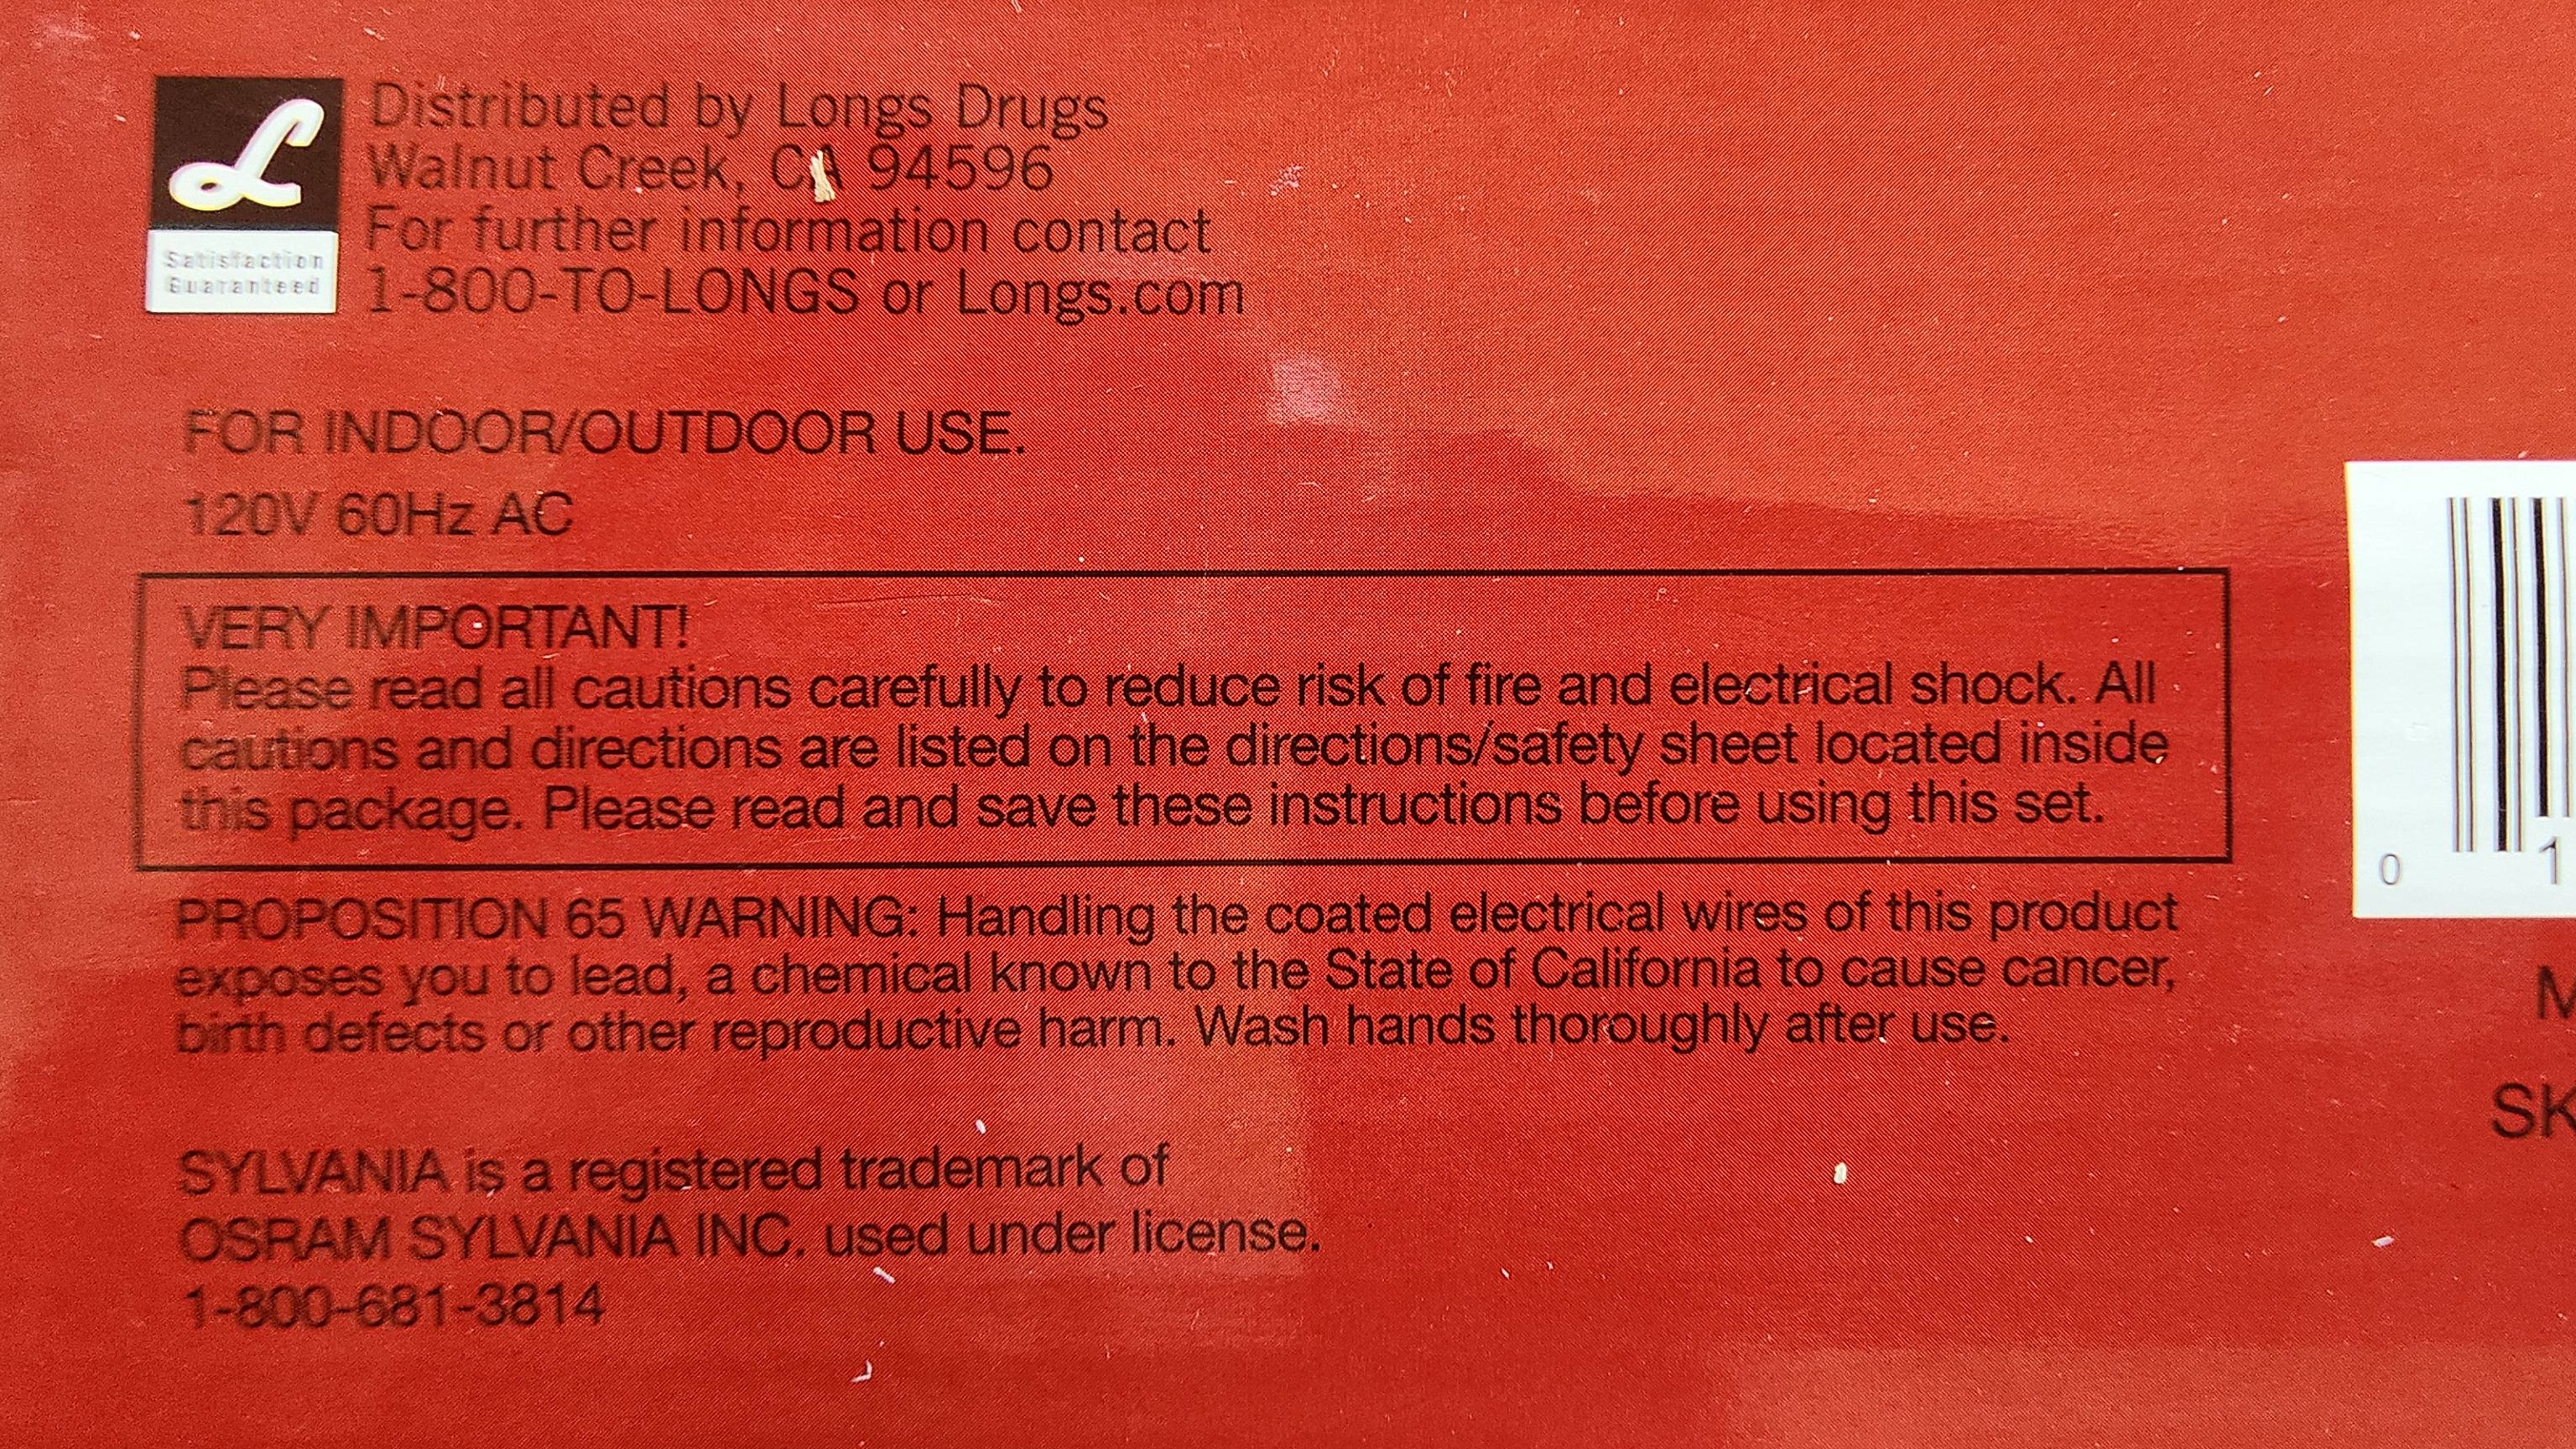 L
Satisfaction
Guaranteed
Distributed by Longs Drugs
Walnut Creek, CA 94596
For further information contact
1-800-TO-LONGS or Longs.com
FOR INDOOR/OUTDOOR USE.
120V 60Hz AC
VERY IMPORTANT!
Please read all cautions carefully to reduce risk of fire and electrical shock. All
cautions and directions are listed on the directions/safety sheet located inside
this package. Please read and save these instructions before using this set.
PROPOSITION 65 WARNING: Handling the coated electrical wires of this product
exposes you to lead, a chemical known to the State of California to cause cancer,
birth defects or other reproductive harm. Wash hands thoroughly after use.
SYLVANIA is a registered trademark of
OSRAM SYLVANIA INC. used under license.
1-800-681-3814
0 1
M
SK